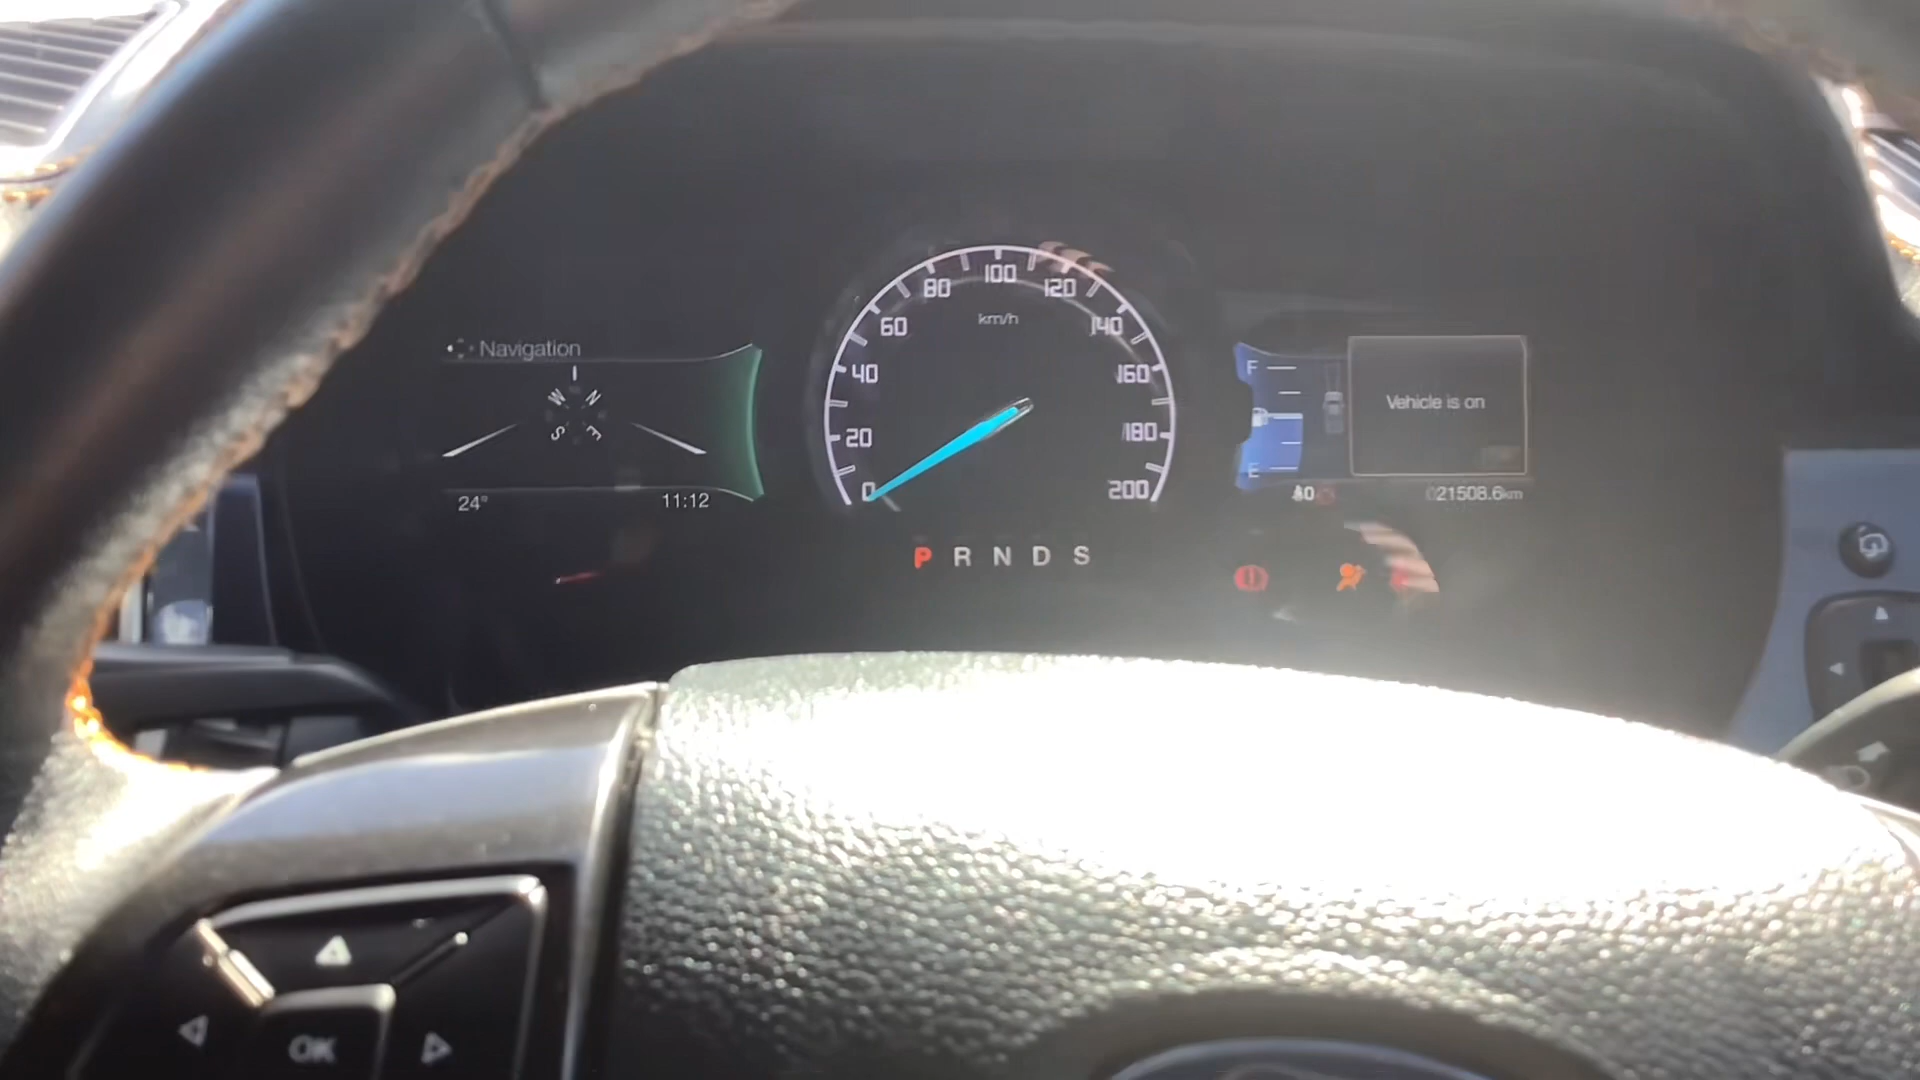 Navigation
W N
S E
24° 11:12
0 20 40 60 80 100 120 140 160 180 200
km/h
P R N D S
F
E
Vehicle is on
021508.6km
OK